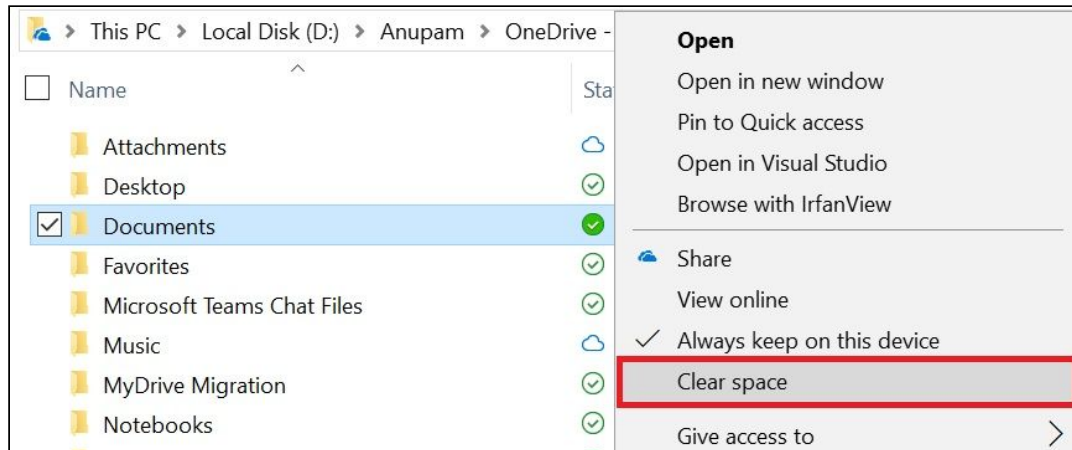 This PC > Local Disk (D:) > Anupam > OneDrive -
Name
Sta
Attachments
Desktop
Documents
Favorites
Microsoft Teams Chat Files
Music
MyDrive Migration
Notebooks
Open
Open in new window
Pin to Quick access
Open in Visual Studio
Browse with IrfanView
Share
View online
Always keep on this device
Clear space
Give access to